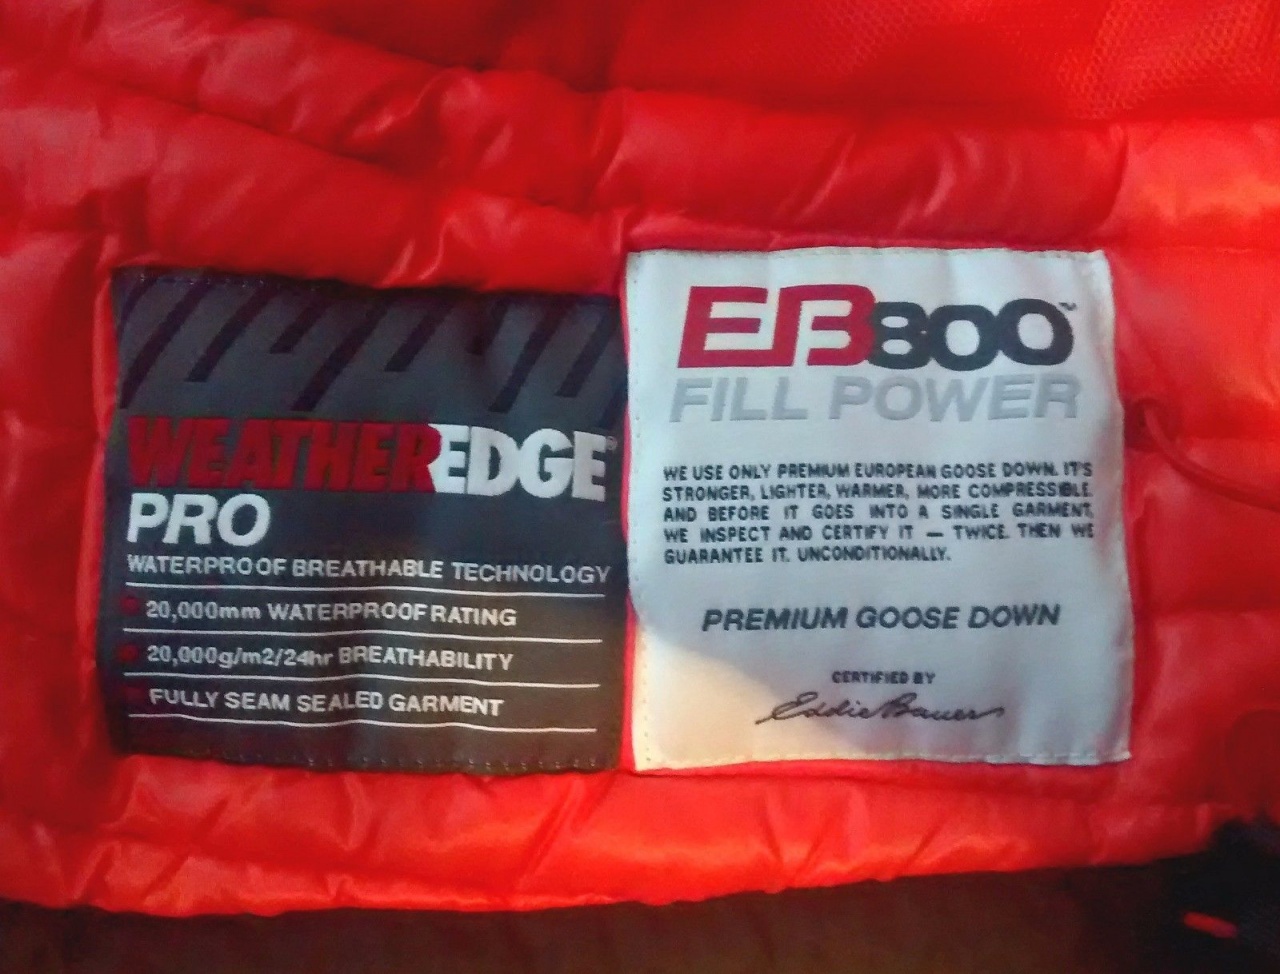 WEATHEREDGE®
PRO
WATERPROOF BREATHABLE TECHNOLOGY
20,000mm WATERPROOF RATING
20,000g/m2/24hr BREATHABILITY
FULLY SEAM SEALED GARMENT
EB800™
FILL POWER
WE USE ONLY PREMIUM EUROPEAN GOOSE DOWN. IT'S
STRONGER, LIGHTER, WARMER, MORE COMPRESSIBLE.
AND BEFORE IT GOES INTO A SINGLE GARMENT,
WE INSPECT AND CERTIFY IT — TWICE. THEN WE
GUARANTEE IT. UNCONDITIONALLY.
PREMIUM GOOSE DOWN
CERTIFIED BY
Eddie Bauer